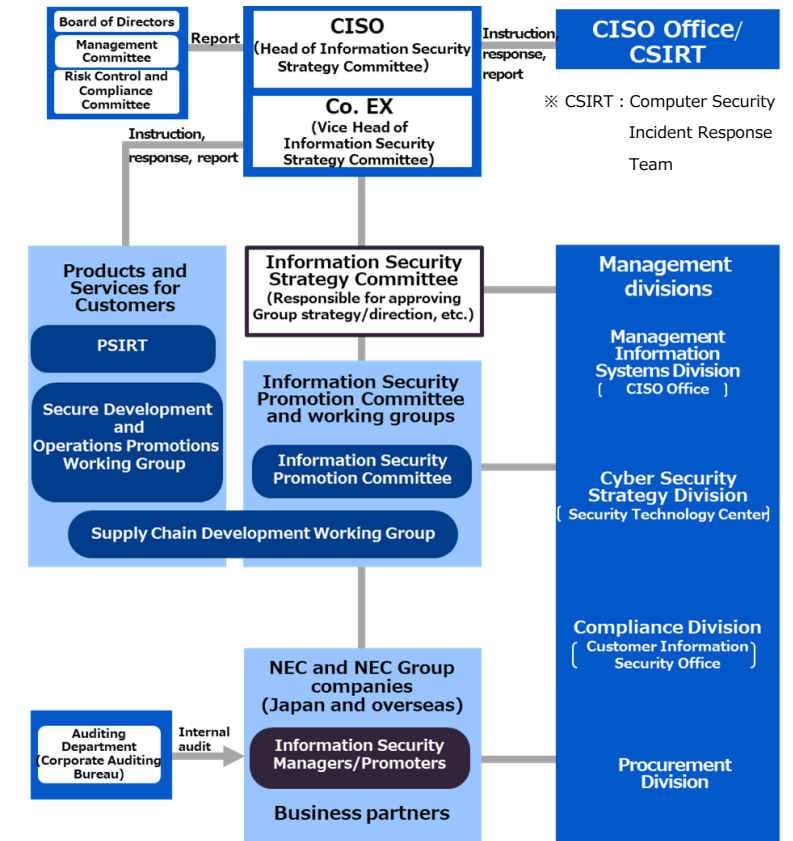 Board of Directors
Management
Committee
Risk Control and
Compliance
Committee
Report
CISO
(Head of Information Security
Strategy Committee)
Instruction,
response,
report
CISO Office/
CSIRT
※ CSIRT : Computer Security
Incident Response
Team
Co. EX
(Vice Head of
Information Security
Strategy Committee)
Instruction,
response, report
Products and
Services for
Customers
PSIRT
Secure Development
and
Operations Promotions
Working Group
Information Security
Strategy Committee
(Responsible for approving
Group strategy/direction, etc.)
Information Security
Promotion Committee
and working groups
Information Security
Promotion Committee
Supply Chain Development Working Group
Management
divisions
Management
Information
Systems Division
( CISO Office )
Cyber Security
Strategy Division
( Security Technology Center)
Compliance Division
( Customer Information
Security Office )
Procurement
Division
NEC and NEC Group
companies
(Japan and overseas)
Information Security
Managers/Promoters
Business partners
Auditing
Department
(Corporate Auditing
Bureau)
Internal
audit